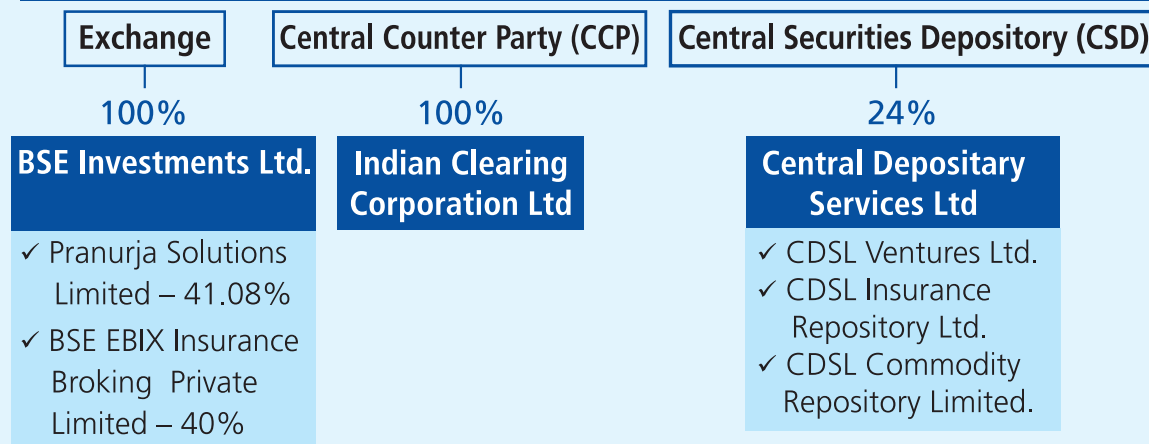 Exchange
100%
BSE Investments Ltd.
✓ Pranurja Solutions
Limited – 41.08%
✓ BSE EBIX Insurance
Broking Private
Limited – 40%
Central Counter Party (CCP)
100%
Indian Clearing
Corporation Ltd
Central Securities Depository (CSD)
24%
Central Depositary
Services Ltd
✓ CDSL Ventures Ltd.
✓ CDSL Insurance
Repository Ltd.
✓ CDSL Commodity
Repository Limited.